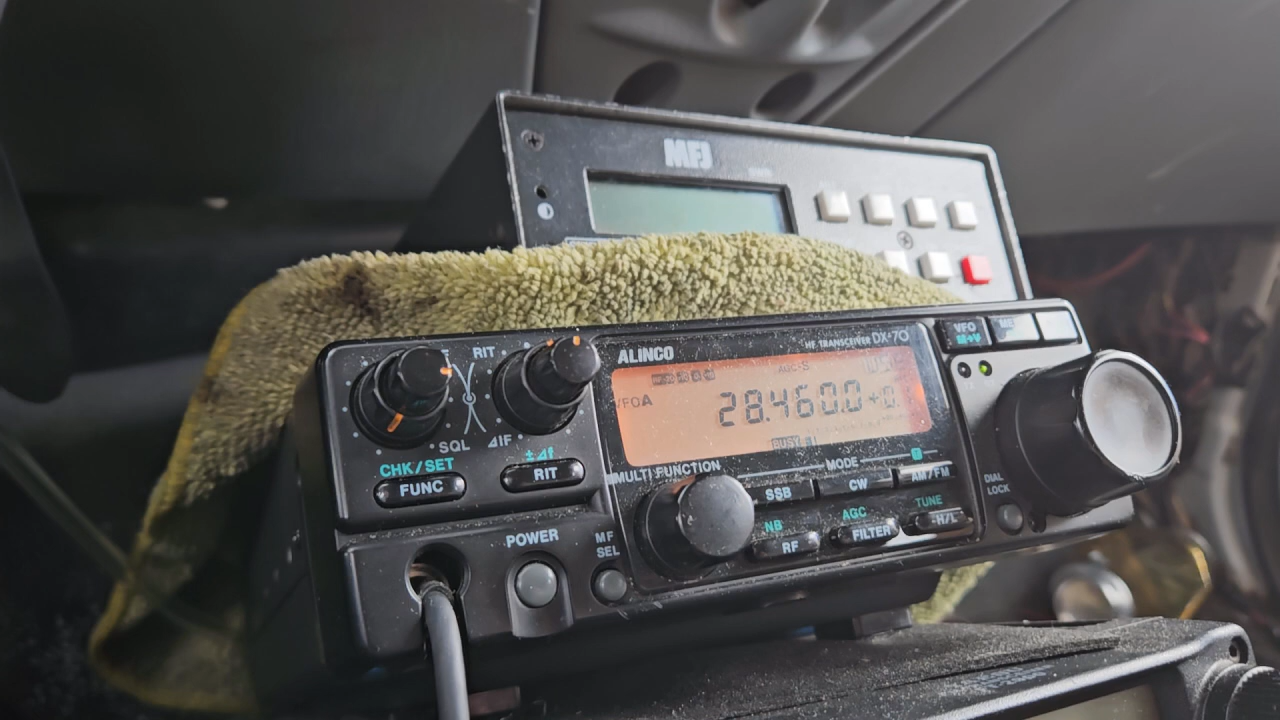 MFJ
RIT
ALINCO
HF TRANSCEIVER DX-70
VFO
M▸V
AGC-S
VFOA
28.460.0 +0
BUSY
SQL
⊿IF
CHK/SET
FUNC
±⊿f
RIT
MULTI FUNCTION
MODE
SSB
CW
AM/FM
NB
RF
AGC
FILTER
TUNE
H/L
DIAL
LOCK
POWER
MF
SEL